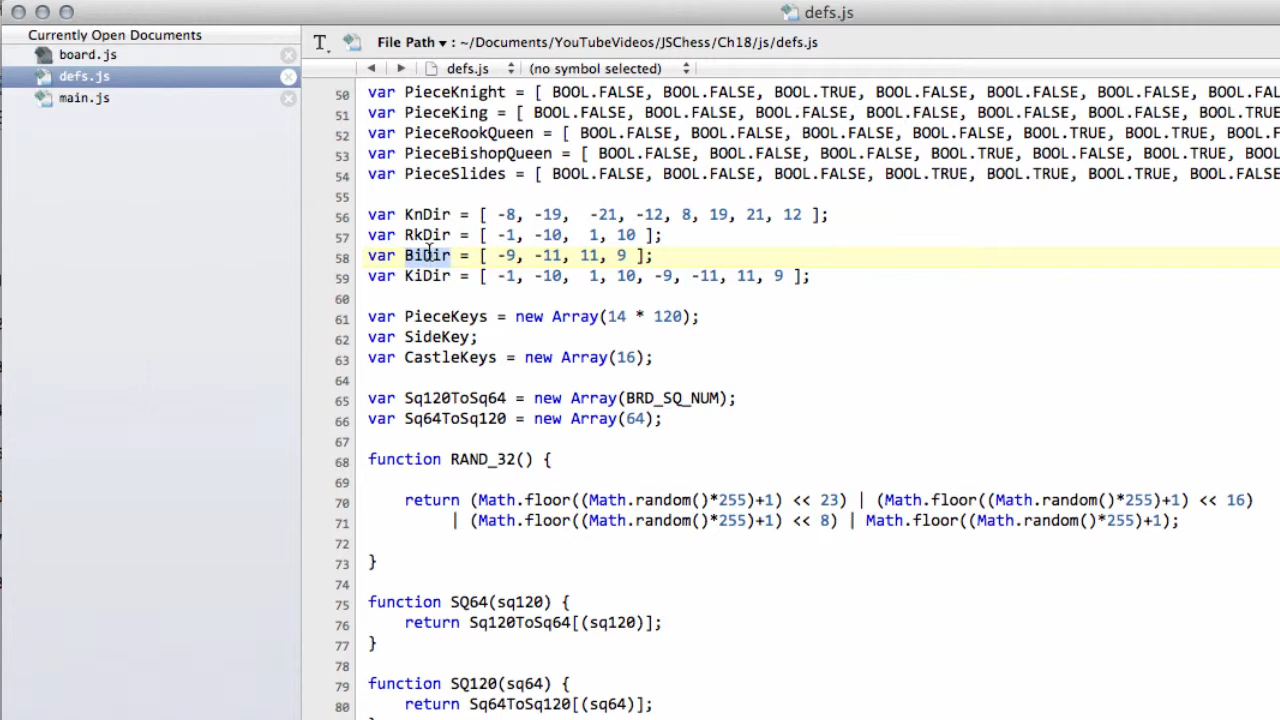 defs.js
Currently Open Documents
board.js
defs.js
main.js
File Path ▾ : ~/Documents/YouTubeVideos/JSChess/Ch18/js/defs.js
defs.js (no symbol selected)
50 var PieceKnight = [ BOOL.FALSE, BOOL.FALSE, BOOL.TRUE, BOOL.FALSE, BOOL.FALSE, BOOL.FAL
51 var PieceKing = [ BOOL.FALSE, BOOL.FALSE, BOOL.FALSE, BOOL.FALSE, BOOL.FALSE, BOOL.TRUE
52 var PieceRookQueen = [ BOOL.FALSE, BOOL.FALSE, BOOL.FALSE, BOOL.FALSE, BOOL.TRUE, BOOL.TRUE, BOOL.F
53 var PieceBishopQueen = [ BOOL.FALSE, BOOL.FALSE, BOOL.FALSE, BOOL.TRUE, BOOL.FALSE, BOO
54 var PieceSlides = [ BOOL.FALSE, BOOL.FALSE, BOOL.FALSE, BOOL.TRUE, BOOL.TRUE, BOOL.TRUE, BOOL.FALSE
55
56 var KnDir = [ -8, -19, -21, -12, 8, 19, 21, 12 ];
57 var RkDir = [ -1, -10, 1, 10 ];
58 var BiDir = [ -9, -11, 11, 9 ];
59 var KiDir = [ -1, -10, 1, 10, -9, -11, 11, 9 ];
60
61 var PieceKeys = new Array(14 * 120);
62 var SideKey;
63 var CastleKeys = new Array(16);
64
65 var Sq120ToSq64 = new Array(BRD_SQ_NUM);
66 var Sq64ToSq120 = new Array(64);
67
68 function RAND_32() {
69
70 return (Math.floor((Math.random()*255)+1) << 23) | (Math.floor((Math.random()*255)+1) << 16)
71 | (Math.floor((Math.random()*255)+1) << 8) | Math.floor((Math.random()*255)+1);
72
73 }
74
75 function SQ64(sq120) {
76 return Sq120ToSq64[(sq120)];
77 }
78
79 function SQ120(sq64) {
80 return Sq64ToSq120[(sq64)];